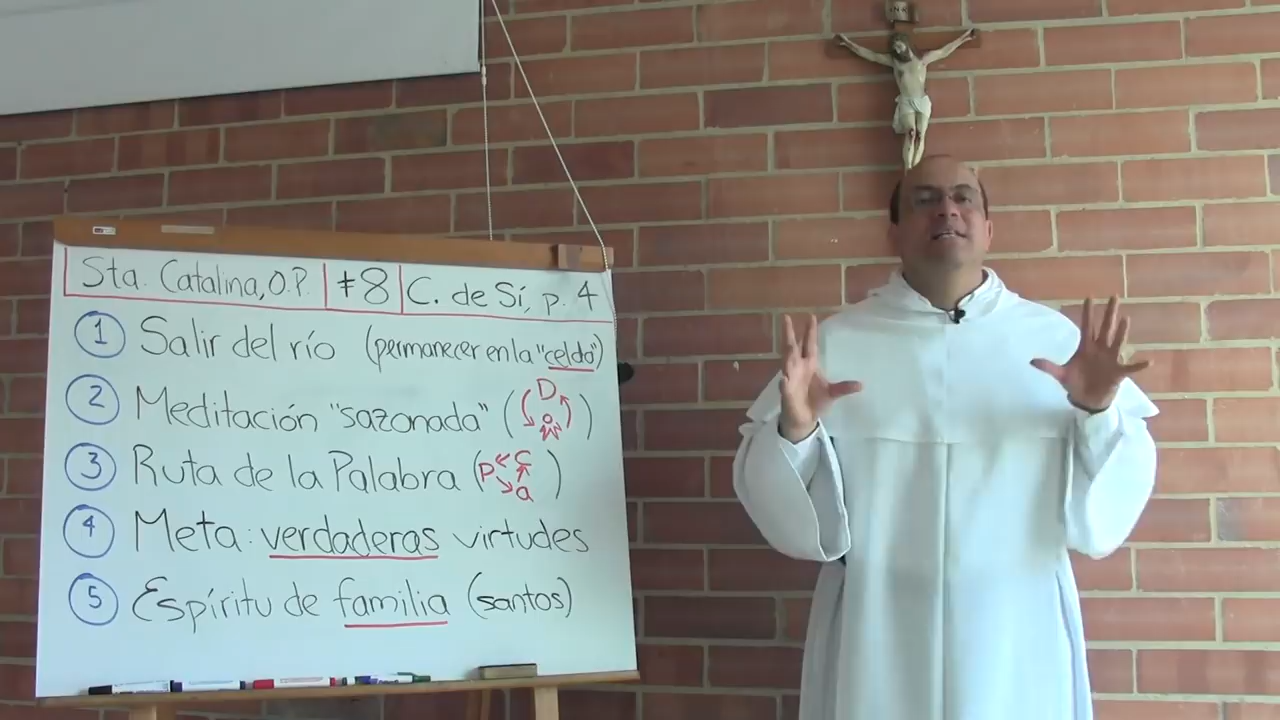 INRI
Sta. Catalina, O.P. #8 C. de Sí, p. 4
1 Salir del río (permanecer en la "celda")
2 Meditación "sazonada" (D)
3 Ruta de la Palabra (P C a)
4 Meta: verdaderas virtudes
5 Espíritu de familia (santos)